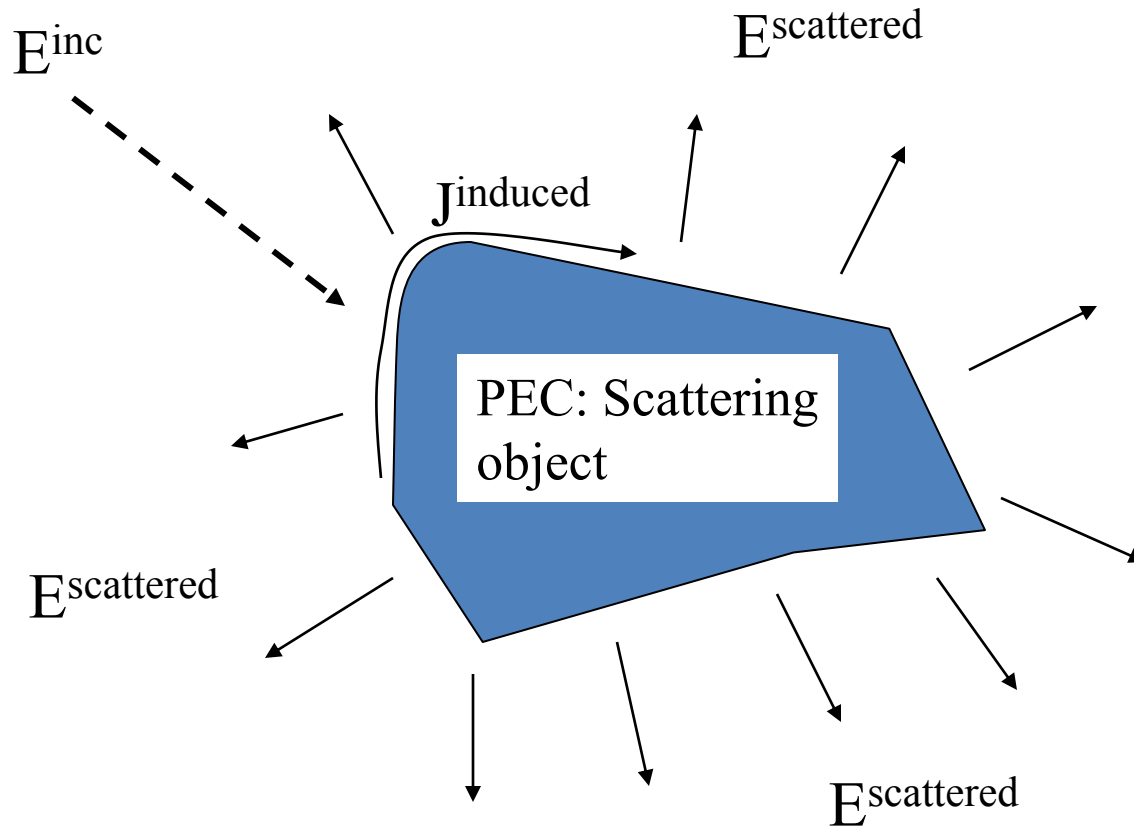 E^inc
E^scattered
J^induced
PEC: Scattering
object
E^scattered
E^scattered